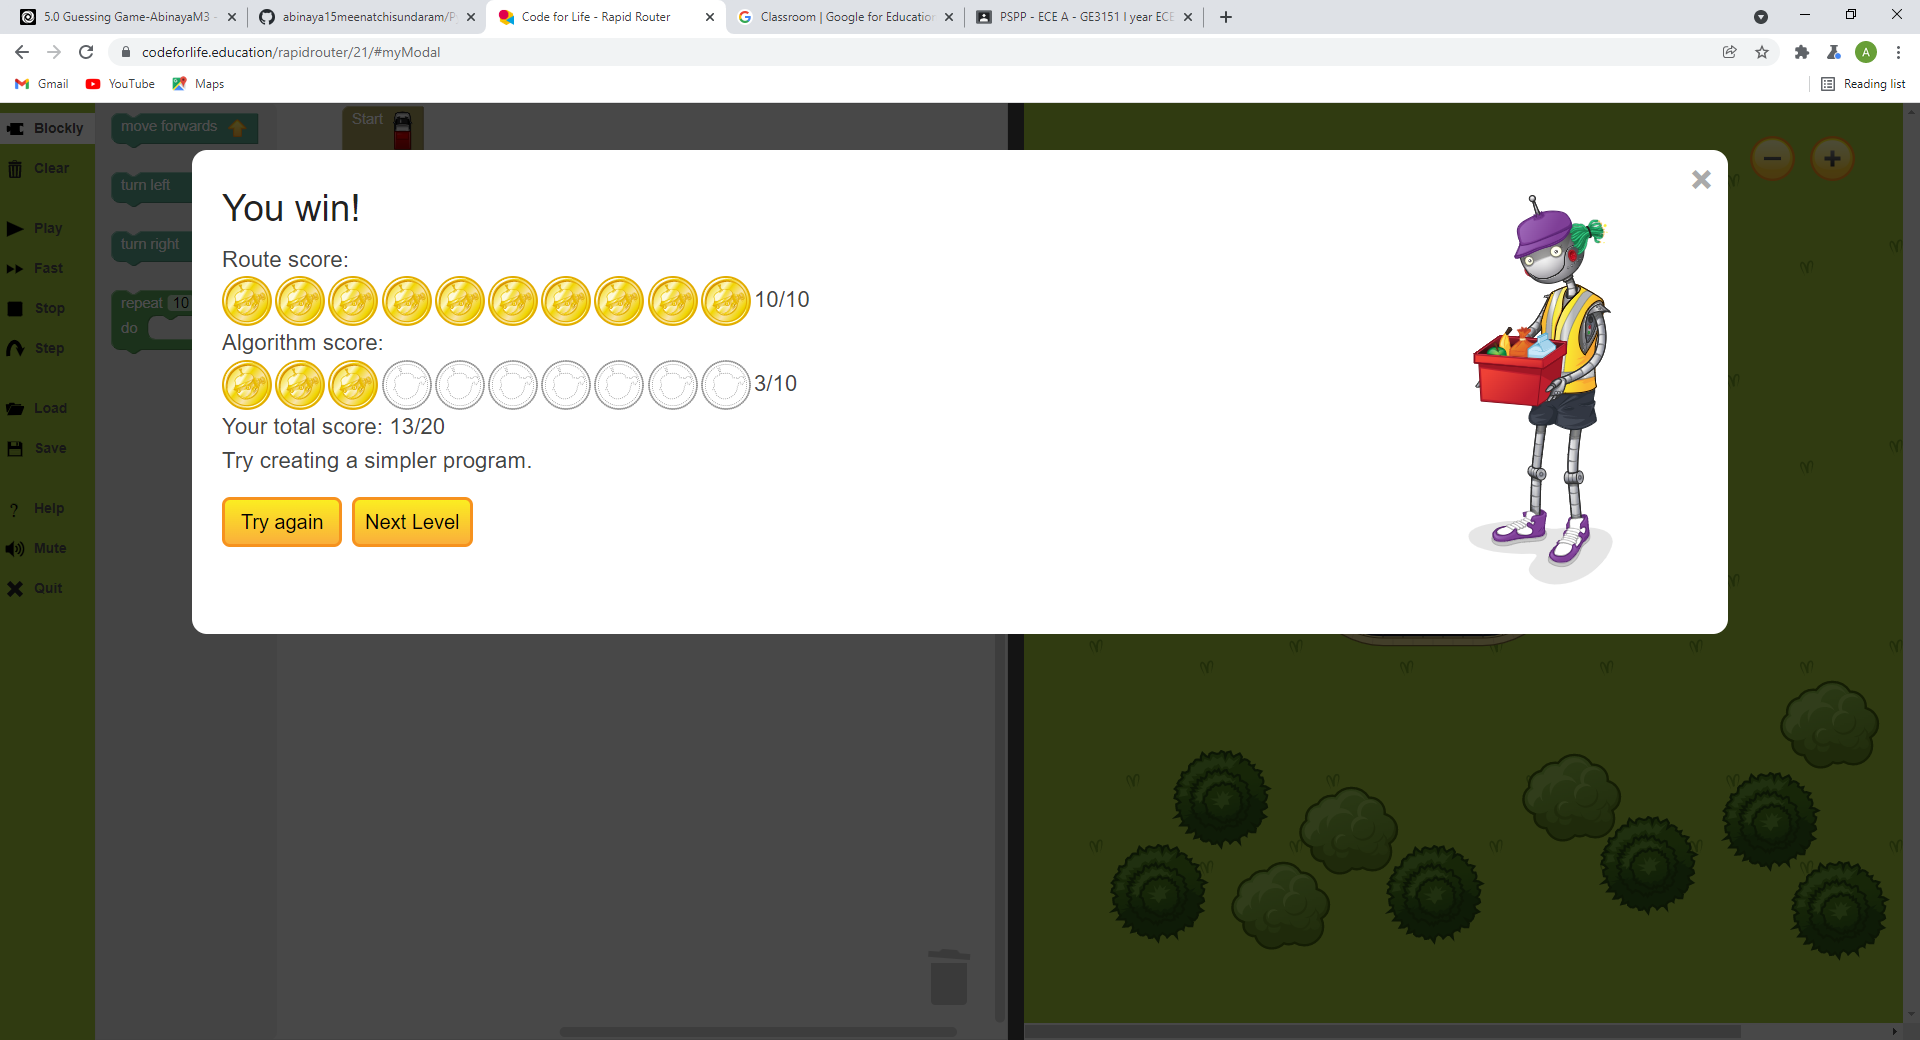 5.0 Guessing Game-AbinayaM3 -
abinaya15meenatchisundaram/P
Code for Life - Rapid Router
Classroom | Google for Education
PSPP - ECE A - GE3151 I year ECE
codeforlife.education/rapidrouter/21/#myModal
A
Gmail
YouTube
Maps
Reading list
Blockly
Clear
Play
Fast
Stop
Step
Load
Save
Help
Mute
Quit
move forwards
turn left
turn right
repeat 10
do
Start
You win!
Route score:
10/10
Algorithm score:
3/10
Your total score: 13/20
Try creating a simpler program.
Try again
Next Level